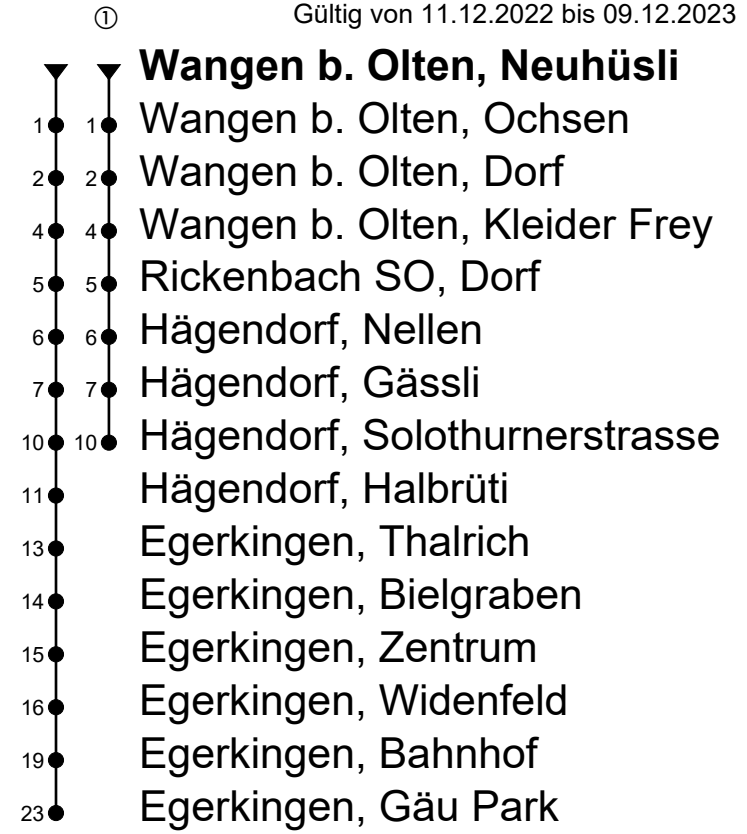 ① Gültig von 11.12.2022 bis 09.12.2023
Wangen b. Olten, Neuhüsli
1 1 Wangen b. Olten, Ochsen
2 2 Wangen b. Olten, Dorf
4 4 Wangen b. Olten, Kleider Frey
5 5 Rickenbach SO, Dorf
6 6 Hägendorf, Nellen
7 7 Hägendorf, Gässli
10 10 Hägendorf, Solothurnerstrasse
11 Hägendorf, Halbrüti
13 Egerkingen, Thalrich
14 Egerkingen, Bielgraben
15 Egerkingen, Zentrum
16 Egerkingen, Widenfeld
19 Egerkingen, Bahnhof
23 Egerkingen, Gäu Park